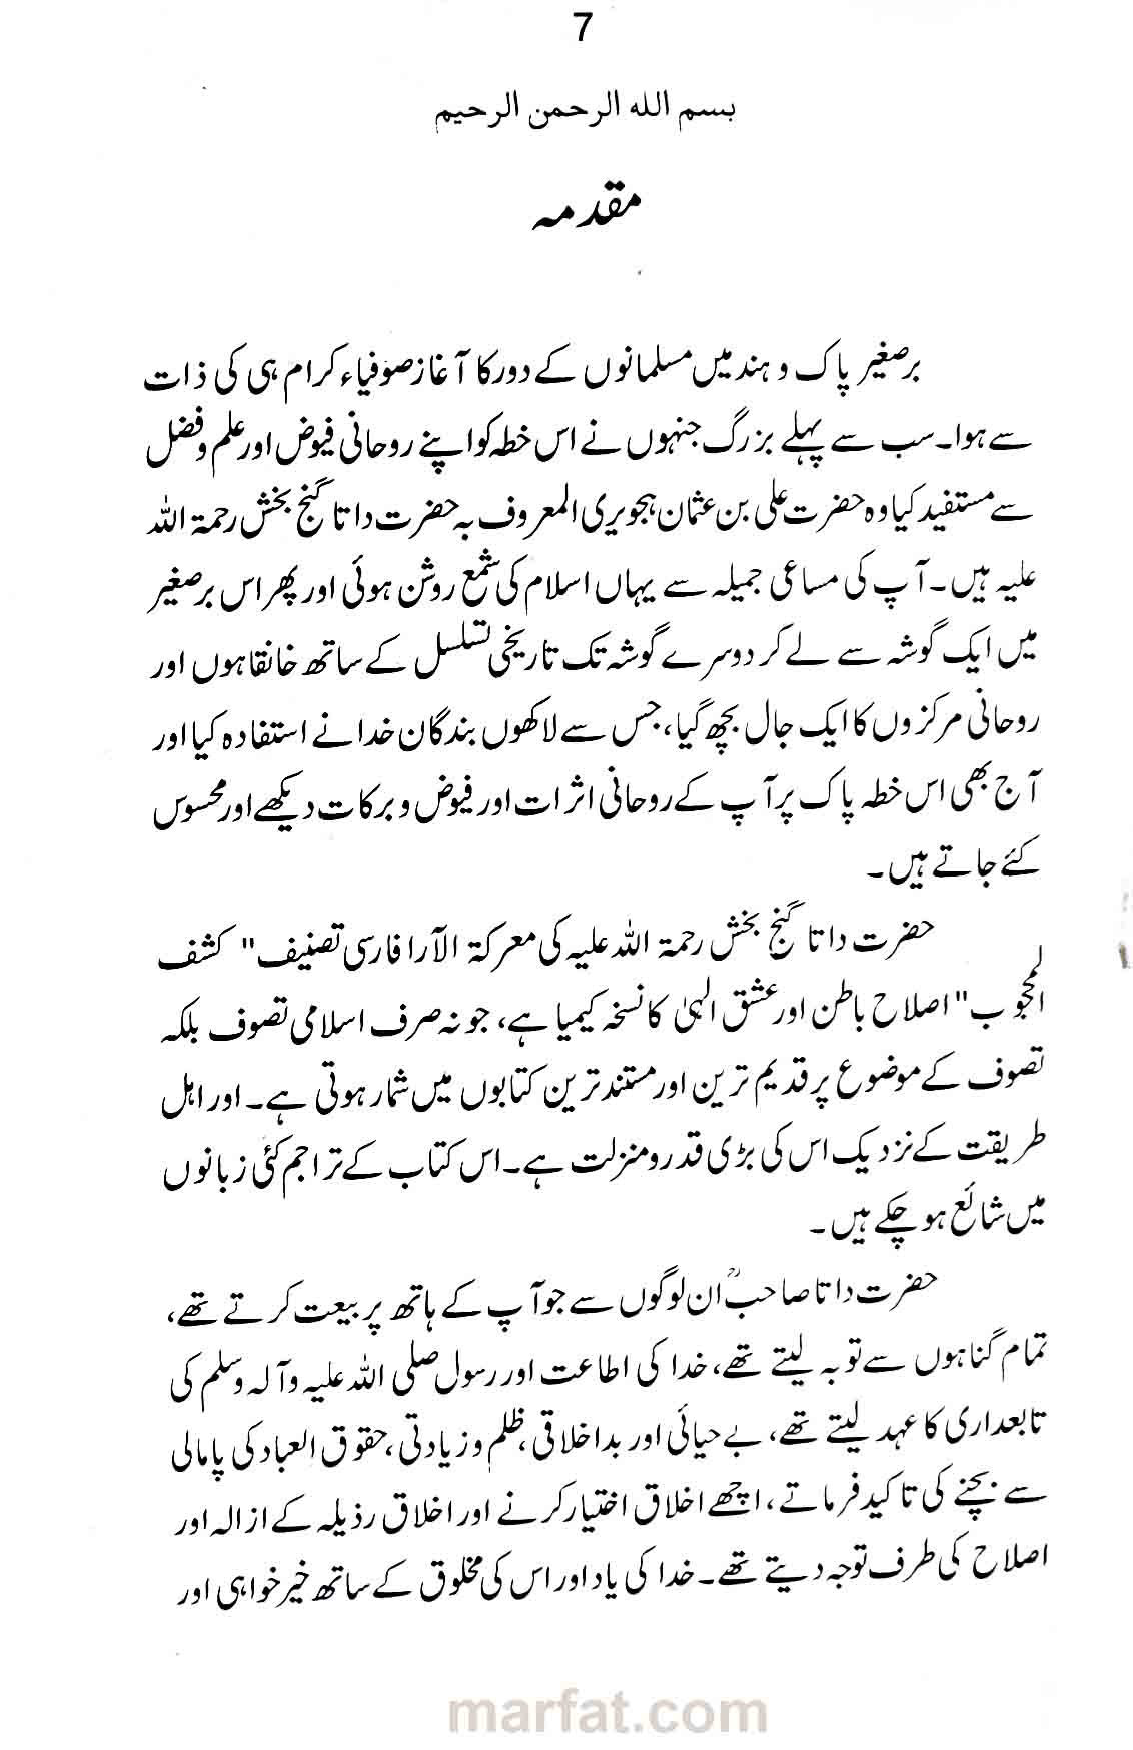 7
بسم الله الرحمن الرحيم
مقدمہ
برصغیر پاک و ہند میں مسلمانوں کے دور کا آغاز صوفیاء کرام ہی کی ذات
سے ہوا۔ سب سے پہلے بزرگ جنہوں نے اس خطہ کو اپنے روحانی فیوض اور علم و فضل
سے مستفید کیا وہ حضرت علی بن عثمان ہجویری المعروف بہ حضرت داتا گنج بخش رحمۃ اللہ
علیہ ہیں۔ آپ کی مساعی جمیلہ سے یہاں اسلام کی شمع روشن ہوئی اور پھر اس برصغیر
میں ایک گوشہ سے لے کر دوسرے گوشہ تک تاریخی تسلسل کے ساتھ خانقاہوں اور
روحانی مرکزوں کا ایک جال بچھ گیا، جس سے لاکھوں بندگان خدا نے استفادہ کیا اور
آج بھی اس خطہ پاک پر آپ کے روحانی اثرات اور فیوض و برکات دیکھے اور محسوس
کئے جاتے ہیں۔
حضرت داتا گنج بخش رحمۃ اللہ علیہ کی معرکۃ الآرا فارسی تصنیف "کشف
المحجوب" اصلاح باطن اور عشق الہیٰ کا نسخہ کیمیا ہے، جو نہ صرف اسلامی تصوف بلکہ
تصوف کے موضوع پر قدیم ترین اور مستند ترین کتابوں میں شمار ہوتی ہے۔ اور اہل
طریقت کے نزدیک اس کی بڑی قدر و منزلت ہے۔ اس کتاب کے تراجم کئی زبانوں
میں شائع ہو چکے ہیں۔
حضرت داتا صاحبؒ ان لوگوں سے جو آپ کے ہاتھ پر بیعت کرتے تھے،
تمام گناہوں سے توبہ لیتے تھے، خدا کی اطاعت اور رسول صلی اللہ علیہ وآلہ وسلم کی
تابعداری کا عہد لیتے تھے، بے حیائی اور بداخلاقی، ظلم و زیادتی، حقوق العباد کی پامالی
سے بچنے کی تاکید فرماتے، اچھے اخلاق اختیار کرنے اور اخلاق رذیلہ کے ازالہ اور
اصلاح کی طرف توجہ دیتے تھے۔ خدا کی یاد اور اس کی مخلوق کے ساتھ خیر خواہی اور
marfat.com